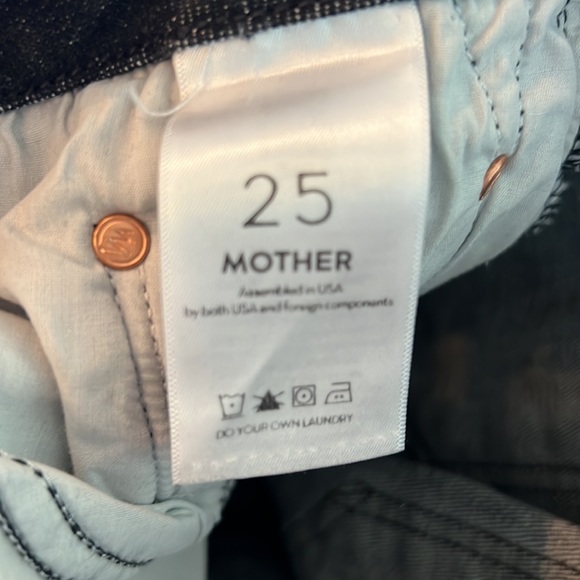 25
MOTHER
Assembled in USA
by both USA and foreign components
DO YOUR OWN LAUNDRY